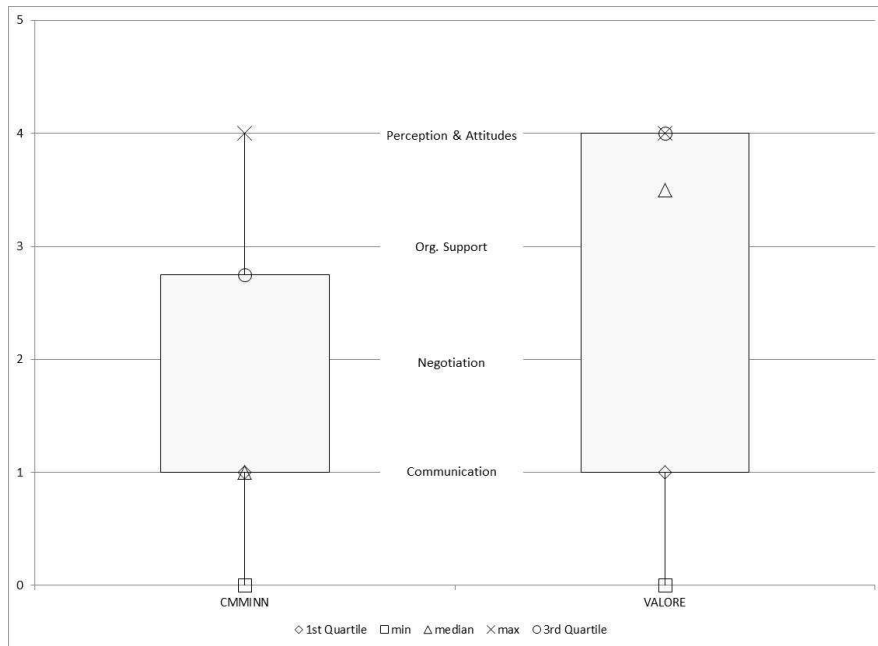 5
4
Perception & Attitudes
3
Org. Support
2
Negotiation
1
Communication
0
CMMINN VALORE
1st Quartile min median max 3rd Quartile